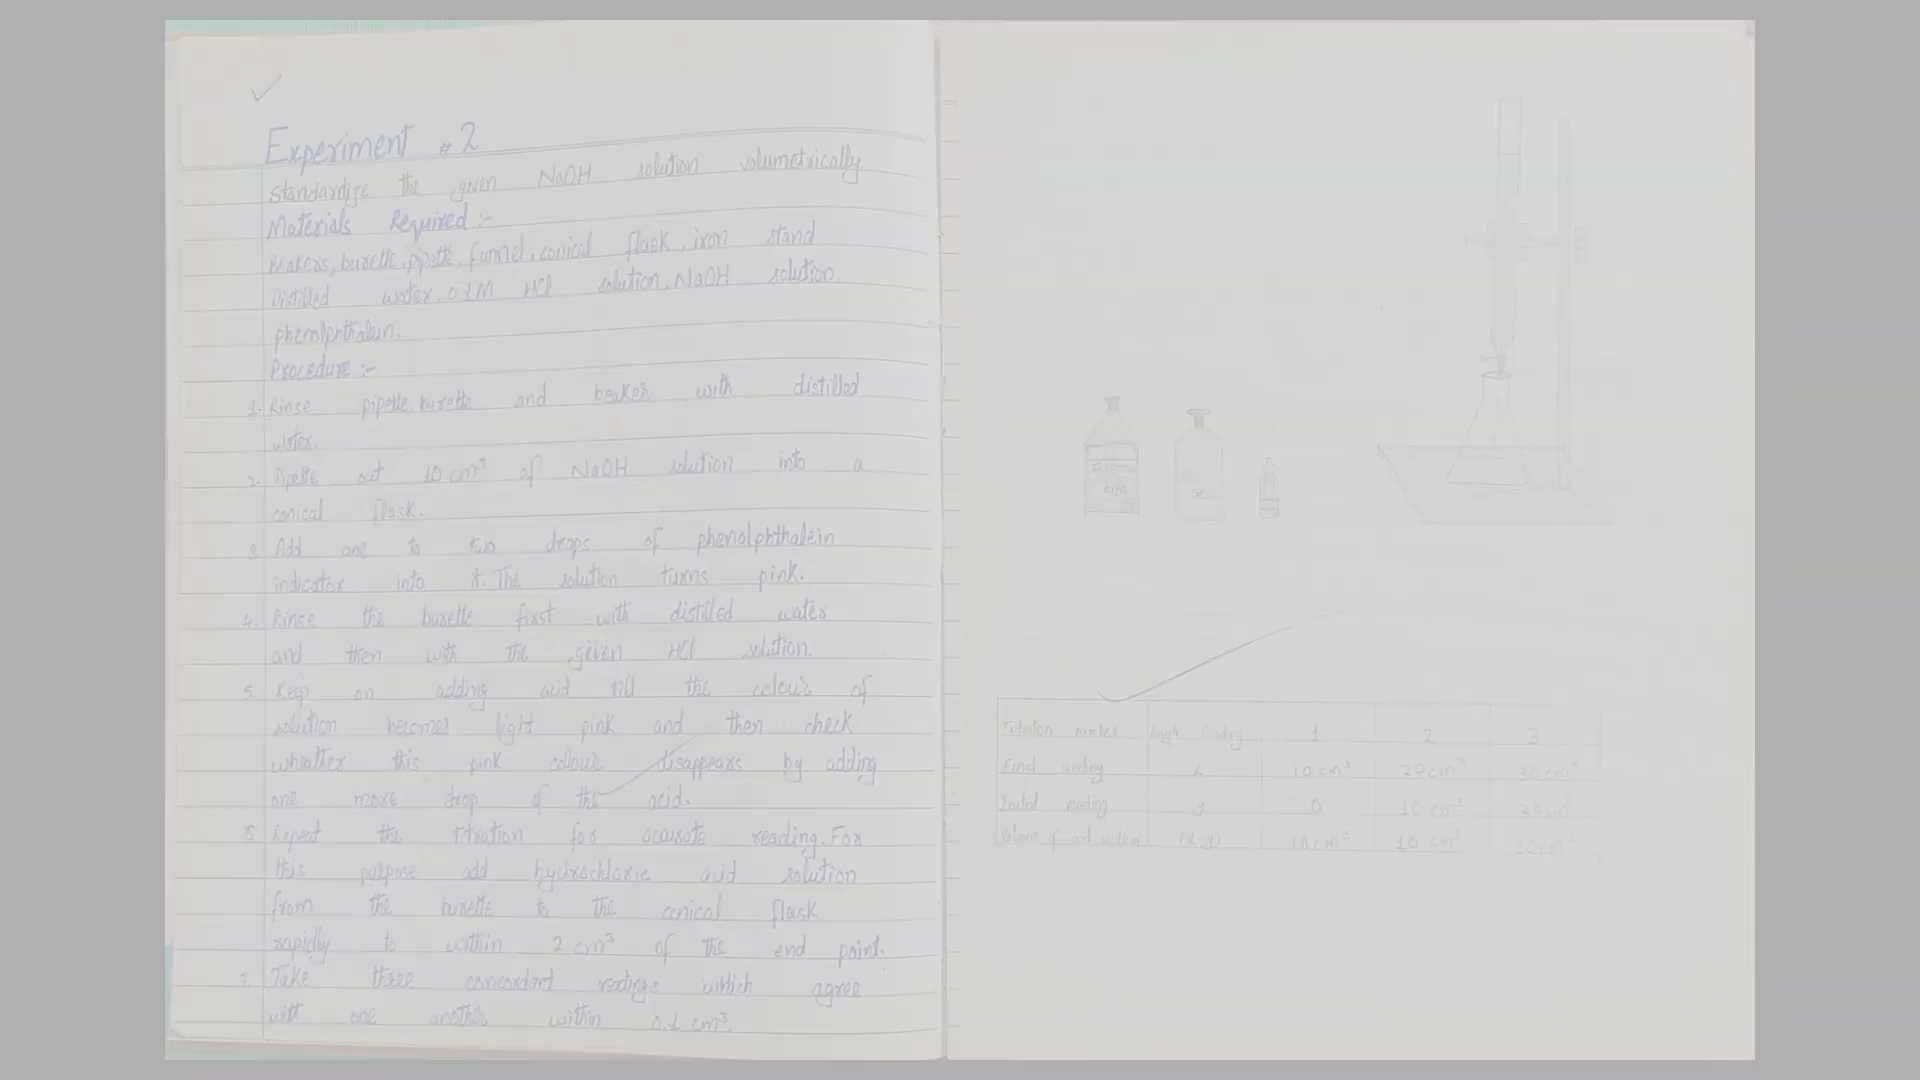 Experiment # 2
Standardize the given NaOH solution volumetrically
Materials Required :-
Beakers, burette, pipette, funnel, conical flask, iron stand
Distilled water, 0.1M HCl solution, NaOH solution.
phenolphthalein.
Procedure :-
1. Rinse pipette, burette and beaker with distilled
water.
2. Pipette out 10 cm³ of NaOH solution into a
conical flask.
3. Add one to two drops of phenolphthalein
indicator into it. The solution turns pink.
4. Rinse the burette first with distilled water
and then with the given HCl solution.
5. Keep on adding acid till the colour of
solution becomes light pink and then check
wheather this pink colour disappears by adding
one more drop of the acid.
Repeat the titration for accurate reading. For
this purpose add hydrochloric acid solution
from the burette to the conical flask
rapidly to within 2 cm³ of the end point.
7. Take three concordant readings which agree
with one another within 0.1 cm³.
Titration number Rough Reading 1 2 3
Final reading 10 cm³ 20 cm³ 30 cm³
Initial reading y 0 10 cm³ 20 cm³
Volume of acid (x-y) 10 cm³ 10 cm³ 10 cm³